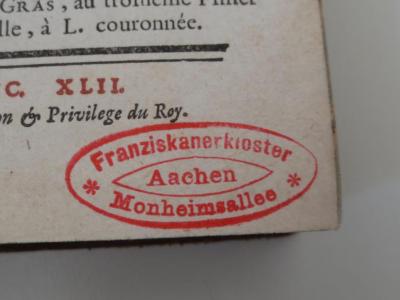 GRAS, au troisième Pilier
lle, à L. couronnée.
C. XLII.
on & Privilege du Roy.
Franziskanerkloster
* Aachen *
Monheimsallee